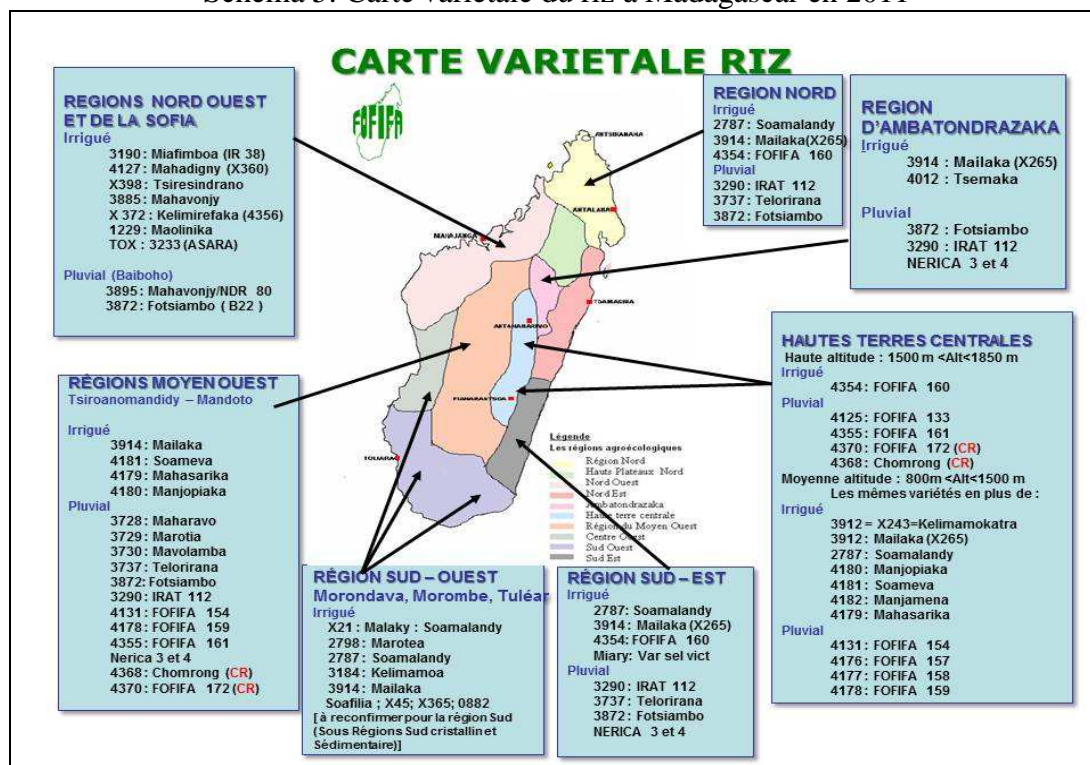 Schéma 3: Carte variétale du riz à Madagascar en 2011
CARTE VARIETALE RIZ
FOFIFA
REGIONS NORD OUEST
ET DE LA SOFIA
Irrigué
3190: Miafimboa (IR 38)
4127: Mahadigny (X360)
X398: Tsiresindrano
3885: Mahavonjy
X 372: Kelimirefaka (4356)
1229: Maolinika
TOX : 3233 (ASARA)
Pluvial (Baiboho)
3895: Mahavonjy/NDR 80
3872: Fotsiambo ( B22 )
REGION NORD
Irrigué
2787: Soamalandy
3914: Mailaka(X265)
4354: FOFIFA 160
Pluvial
3290: IRAT 112
3737: Telorirana
3872: Fotsiambo
REGION
D'AMBATONDRAZAKA
Irrigué
3914 : Mailaka (X265)
4012 : Tsemaka
Pluvial
3872 : Fotsiambo
3290 : IRAT 112
NERICA 3 et 4
RÉGIONS MOYEN OUEST
Tsiroanomandidy – Mandoto
Irrigué
3914: Mailaka
4181: Soameva
4179: Mahasarika
4180: Manjopiaka
Pluvial
3728: Maharavo
3729: Marotia
3730: Mavolamba
3737: Telorirana
3872: Fotsiambo
3290: IRAT 112
4131: FOFIFA 154
4178: FOFIFA 159
4355: FOFIFA 161
Nerica 3 et 4
4368: Chomrong (CR)
4370: FOFIFA 172 (CR)
ANTSIRANANA
ANTALAHA
MAHAJANGA
TOAMASINA
ANTANANARIVO
FIANARANTSOA
TOLIARA
Légende
Les régions agroécologiques
Région Nord
Hauts Plateaux Nord
Nord Ouest
Nord Est
Ambatondrazaka
Haute terre centrale
Région du Moyen Ouest
Centre Ouest
Sud Ouest
Sud Est
RÉGION SUD – OUEST
Morondava, Morombe, Tuléar
Irrigué
X21: Malaky : Soamalandy
2798: Marotea
2787: Soamalandy
3184: Kelimamoa
3914: Mailaka
Soafilia ; X45; X365; 0882
[ à reconfirmer pour la région Sud
(Sous Régions Sud cristallin et
Sédimentaire)]
RÉGION SUD – EST
Irrigué
2787: Soamalandy
3914: Mailaka (X265)
4354: FOFIFA 160
Miary: Var sel vict
Pluvial
3290: IRAT 112
3737: Telorirana
3872: Fotsiambo
NERICA 3 et 4
HAUTES TERRES CENTRALES
Haute altitude : 1500 m <Alt<1850 m
Irrigué
4354: FOFIFA 160
Pluvial
4125: FOFIFA 133
4355: FOFIFA 161
4370: FOFIFA 172 (CR)
4368: Chomrong (CR)
Moyenne altitude : 800m <Alt<1500 m
Les mêmes variétés en plus de :
Irrigué
3912 = X243=Kelimamokatra
3912: Mailaka (X265)
2787: Soamalandy
4180: Manjopiaka
4181: Soameva
4182: Manjamena
4179: Mahasarika
Pluvial
4131: FOFIFA 154
4176: FOFIFA 157
4177: FOFIFA 158
4178: FOFIFA 159